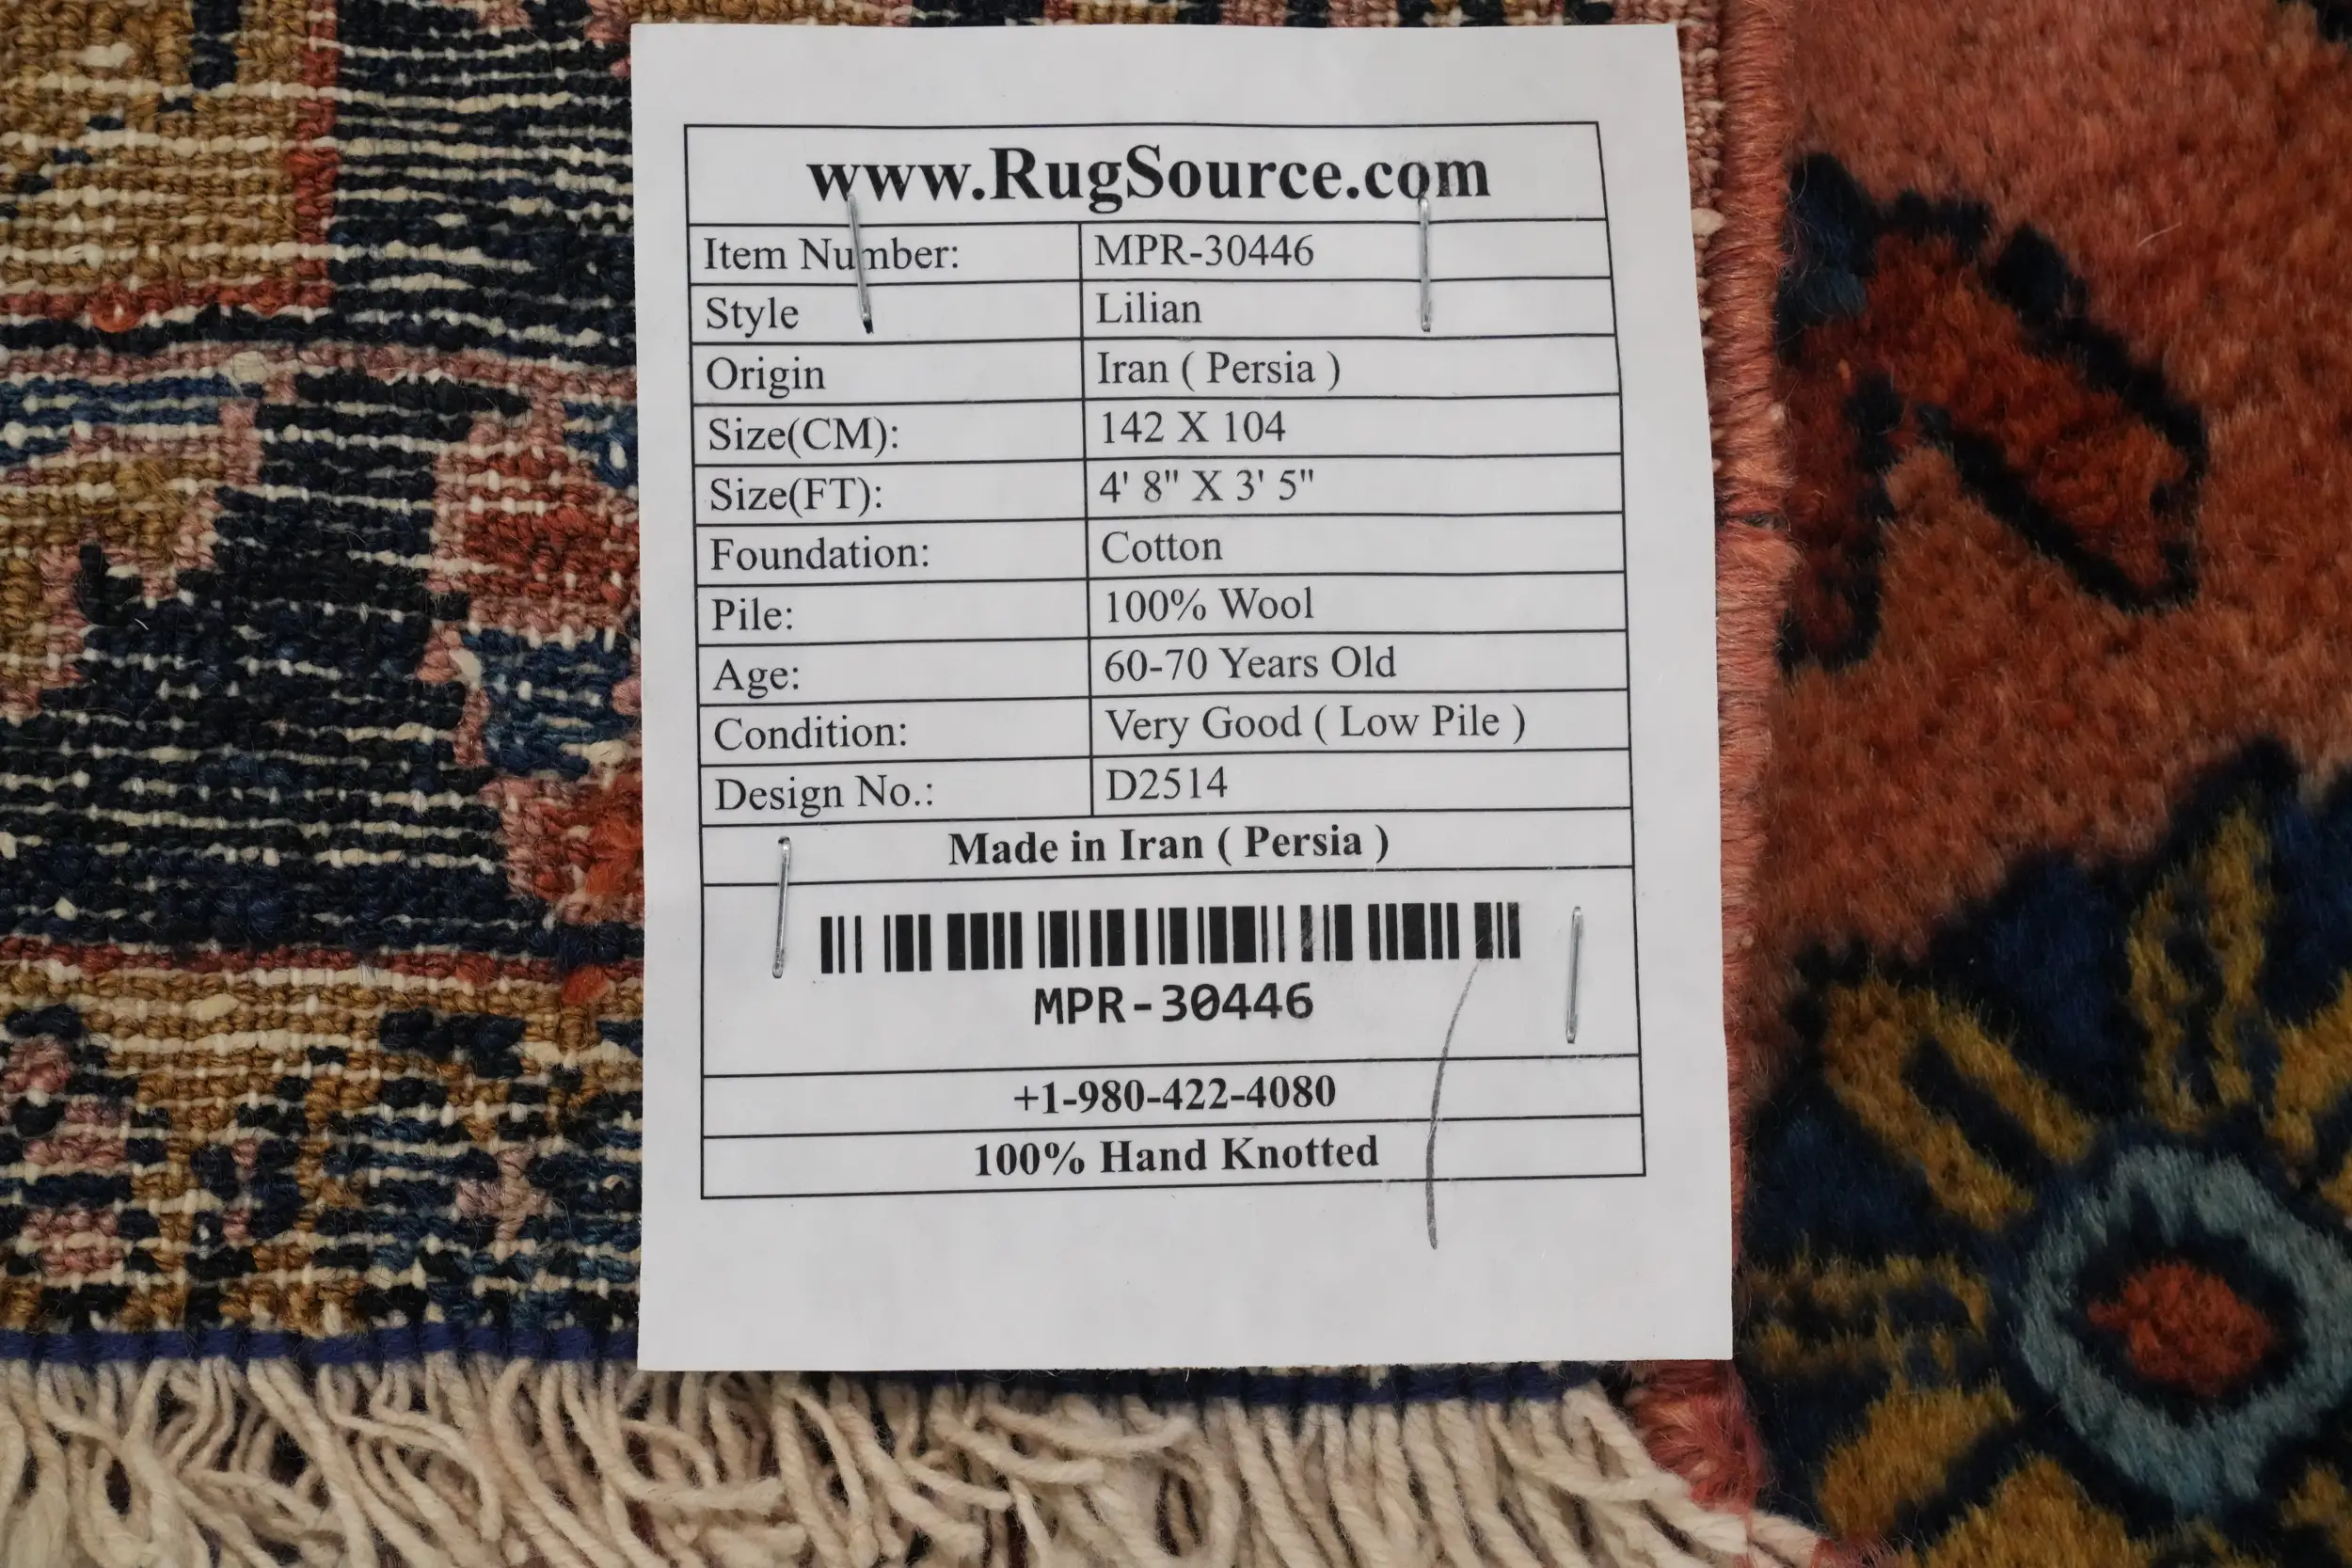 www.RugSource.com
Item Number: MPR-30446
Style Lilian
Origin Iran ( Persia )
Size(CM): 142 X 104
Size(FT): 4' 8" X 3' 5"
Foundation: Cotton
Pile: 100% Wool
Age: 60-70 Years Old
Condition: Very Good ( Low Pile )
Design No.: D2514
Made in Iran ( Persia )
MPR-30446
+1-980-422-4080
100% Hand Knotted